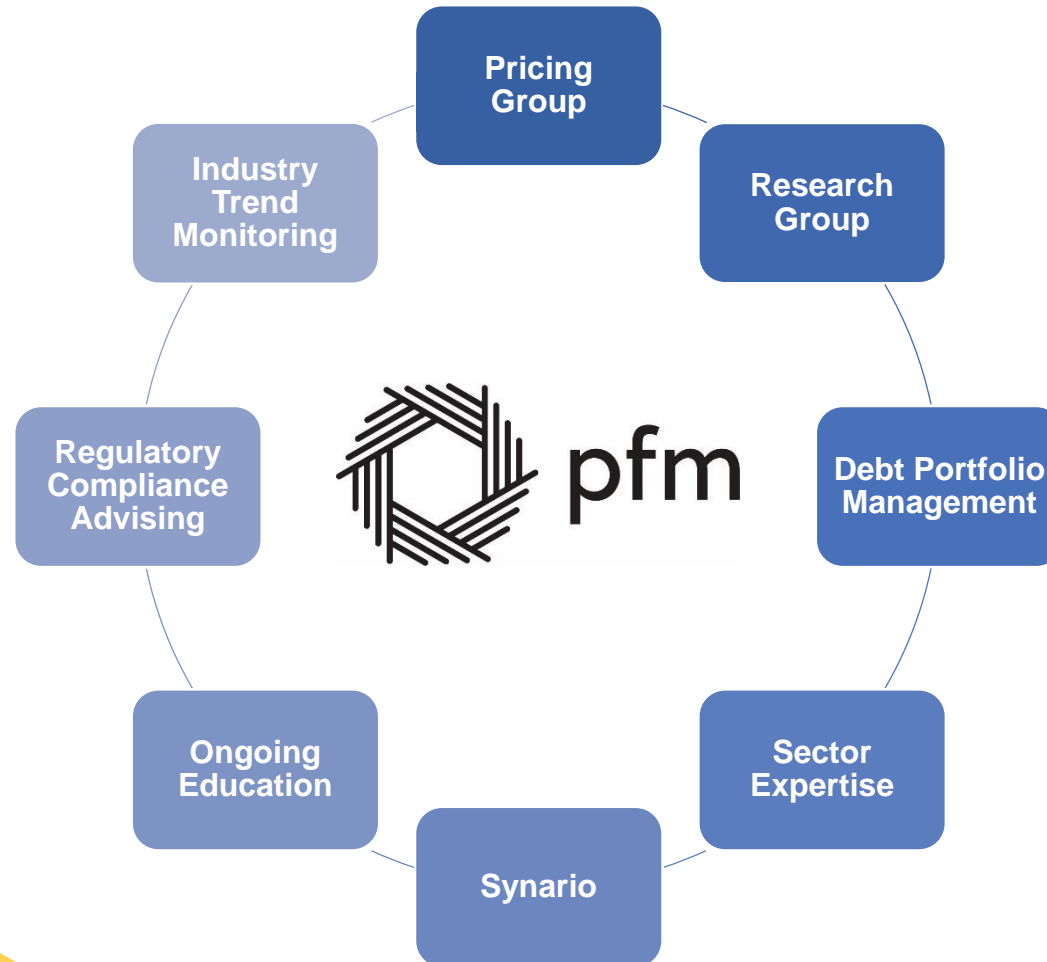 Pricing
Group
Research
Group
Debt Portfolio
Management
Sector
Expertise
Synario
Ongoing
Education
Regulatory
Compliance
Advising
Industry
Trend
Monitoring
pfm